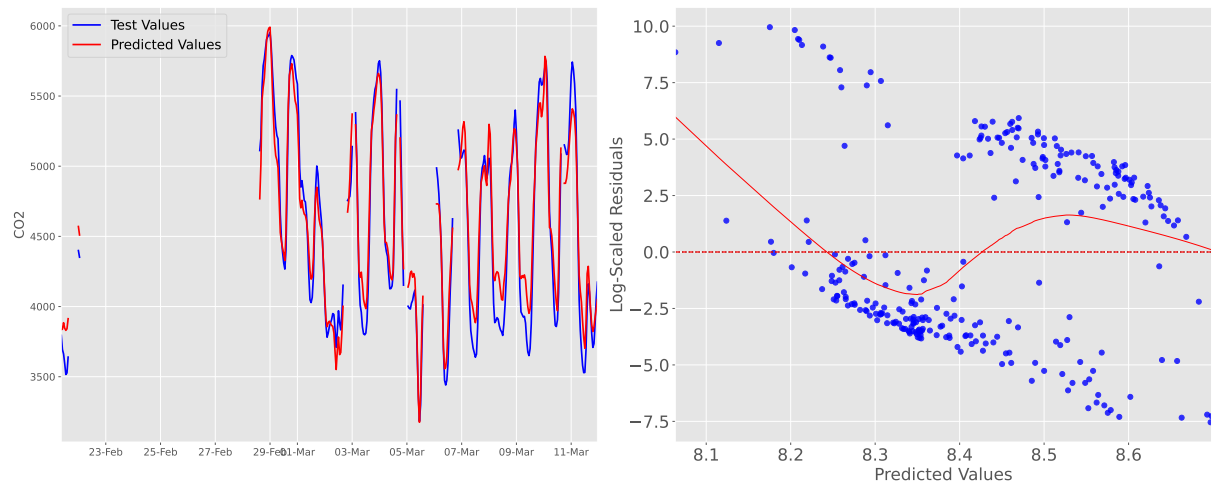 Test Values
Predicted Values
CO2
6000
5500
5000
4500
4000
3500
23-Feb
25-Feb
27-Feb
29-Feb
01-Mar
03-Mar
05-Mar
07-Mar
09-Mar
11-Mar
Log-Scaled Residuals
10.0
7.5
5.0
2.5
0.0
−2.5
−5.0
−7.5
8.1
8.2
8.3
8.4
8.5
8.6
Predicted Values